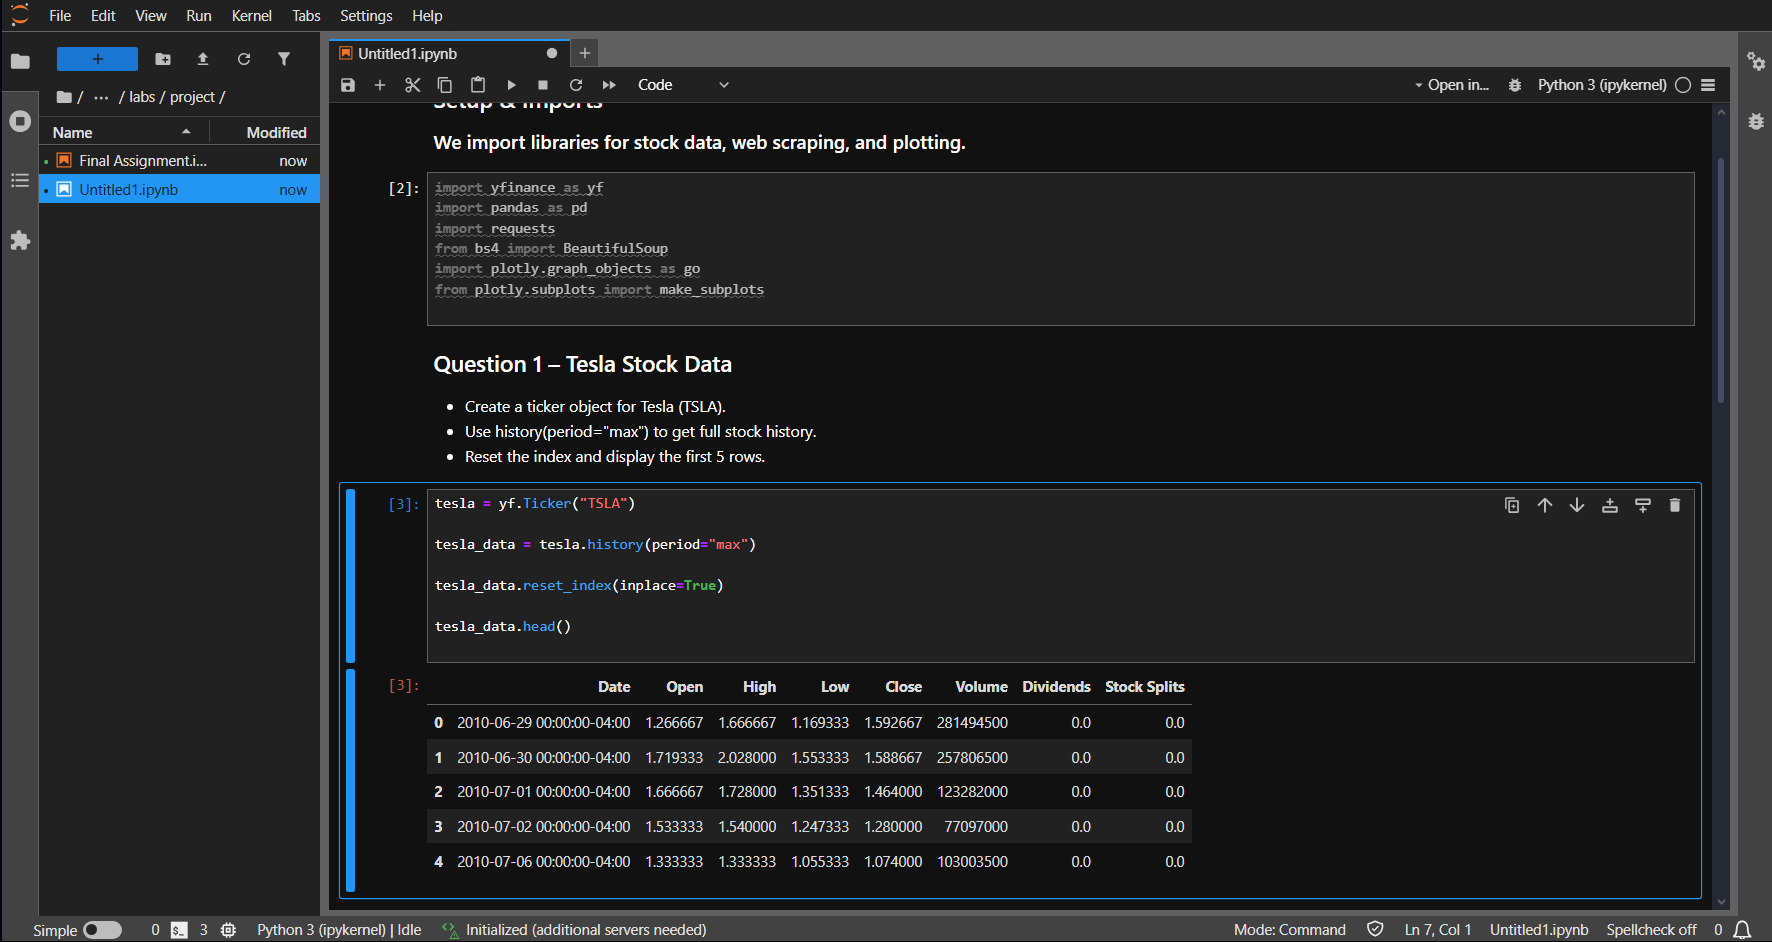 File Edit View Run Kernel Tabs Settings Help
+
/ ··· / labs / project /
Name Modified
Final Assignment.i... now
Untitled1.ipynb now
Untitled1.ipynb
Code
Open in...
Python 3 (ipykernel)
Setup & Imports
We import libraries for stock data, web scraping, and plotting.
[2]:
import yfinance as yf
import pandas as pd
import requests
from bs4 import BeautifulSoup
import plotly.graph_objects as go
from plotly.subplots import make_subplots
Question 1 – Tesla Stock Data
• Create a ticker object for Tesla (TSLA).
• Use history(period="max") to get full stock history.
• Reset the index and display the first 5 rows.
[3]:
tesla = yf.Ticker("TSLA")
tesla_data = tesla.history(period="max")
tesla_data.reset_index(inplace=True)
tesla_data.head()
[3]:
Date Open High Low Close Volume Dividends Stock Splits
0 2010-06-29 00:00:00-04:00 1.266667 1.666667 1.169333 1.592667 281494500 0.0 0.0
1 2010-06-30 00:00:00-04:00 1.719333 2.028000 1.553333 1.588667 257806500 0.0 0.0
2 2010-07-01 00:00:00-04:00 1.666667 1.728000 1.351333 1.464000 123282000 0.0 0.0
3 2010-07-02 00:00:00-04:00 1.533333 1.540000 1.247333 1.280000 77097000 0.0 0.0
4 2010-07-06 00:00:00-04:00 1.333333 1.333333 1.055333 1.074000 103003500 0.0 0.0
Simple 0 $_ 3 Python 3 (ipykernel) | Idle Initialized (additional servers needed) Mode: Command Ln 7, Col 1 Untitled1.ipynb Spellcheck off 0